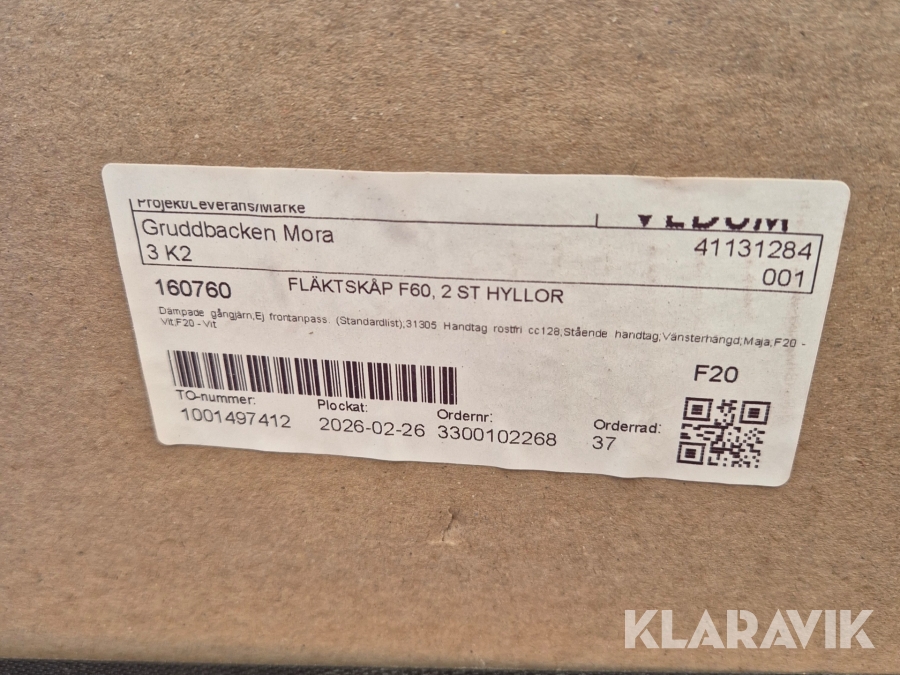 Projekt/Leverans/Marke
VEDUM
Gruddbacken Mora
41131284
3 K2
001
160760 FLÄKTSKÅP F60, 2 ST HYLLOR
Dämpade gångjärn,Ej frontanpass. (Standardlist),31305 Handtag rostfri cc128,Stående handtag,Vänsterhängd,Maja,F20 -
Vit,F20 - Vit
F20
TO-nummer: Plockat: Ordernr: Orderrad:
1001497412 2026-02-26 3300102268 37
KLARAVIK